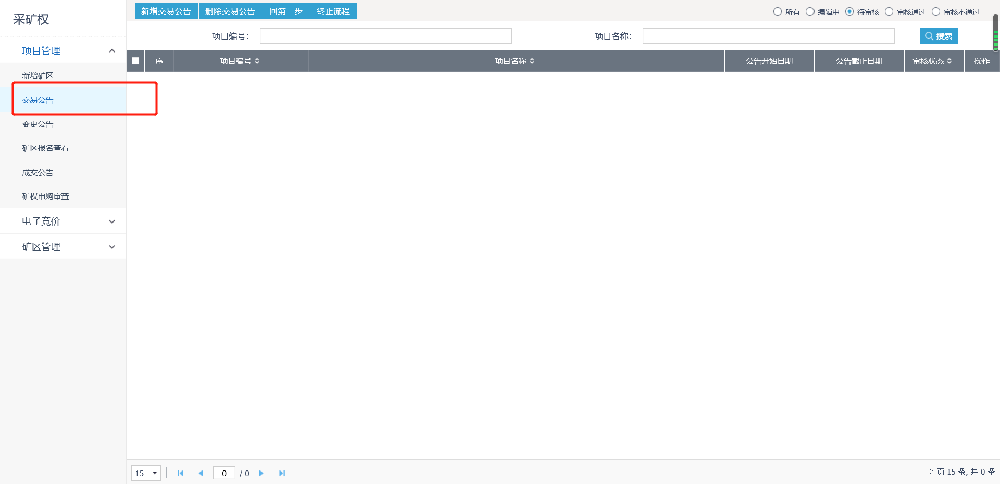 采矿权
项目管理
新增矿区
交易公告
变更公告
矿区报名查看
成交公告
矿权申购审查
电子竞价
矿区管理
新增交易公告 删除交易公告 回第一步 终止流程
所有 编辑中 待审核 审核通过 审核不通过
项目编号： 项目名称： 搜索
序 项目编号 项目名称 公告开始日期 公告截止日期 审核状态 操作
15 0 / 0 每页 15 条, 共 0 条